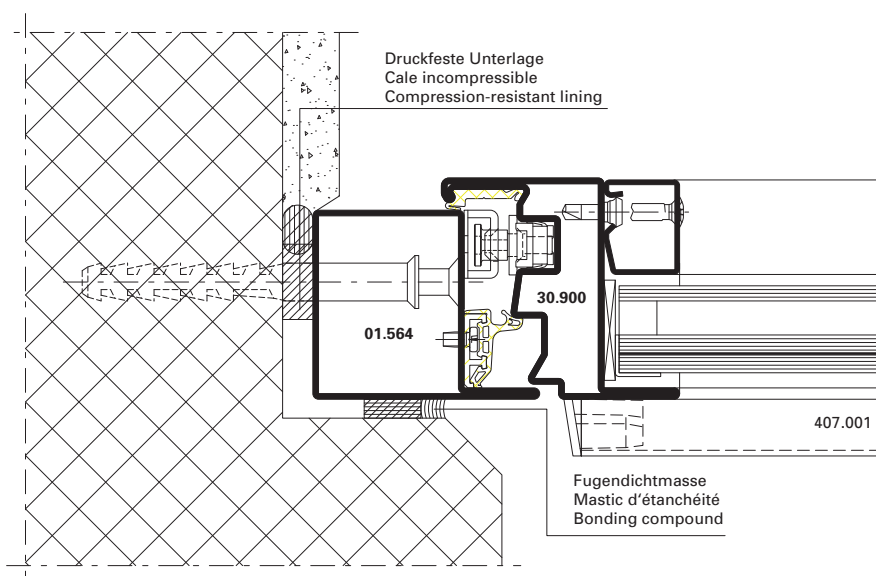 Druckfeste Unterlage
Cale incompressible
Compression-resistant lining
30.900
01.564
407.001
Fugendichtmasse
Mastic d‘étanchéité
Bonding compound